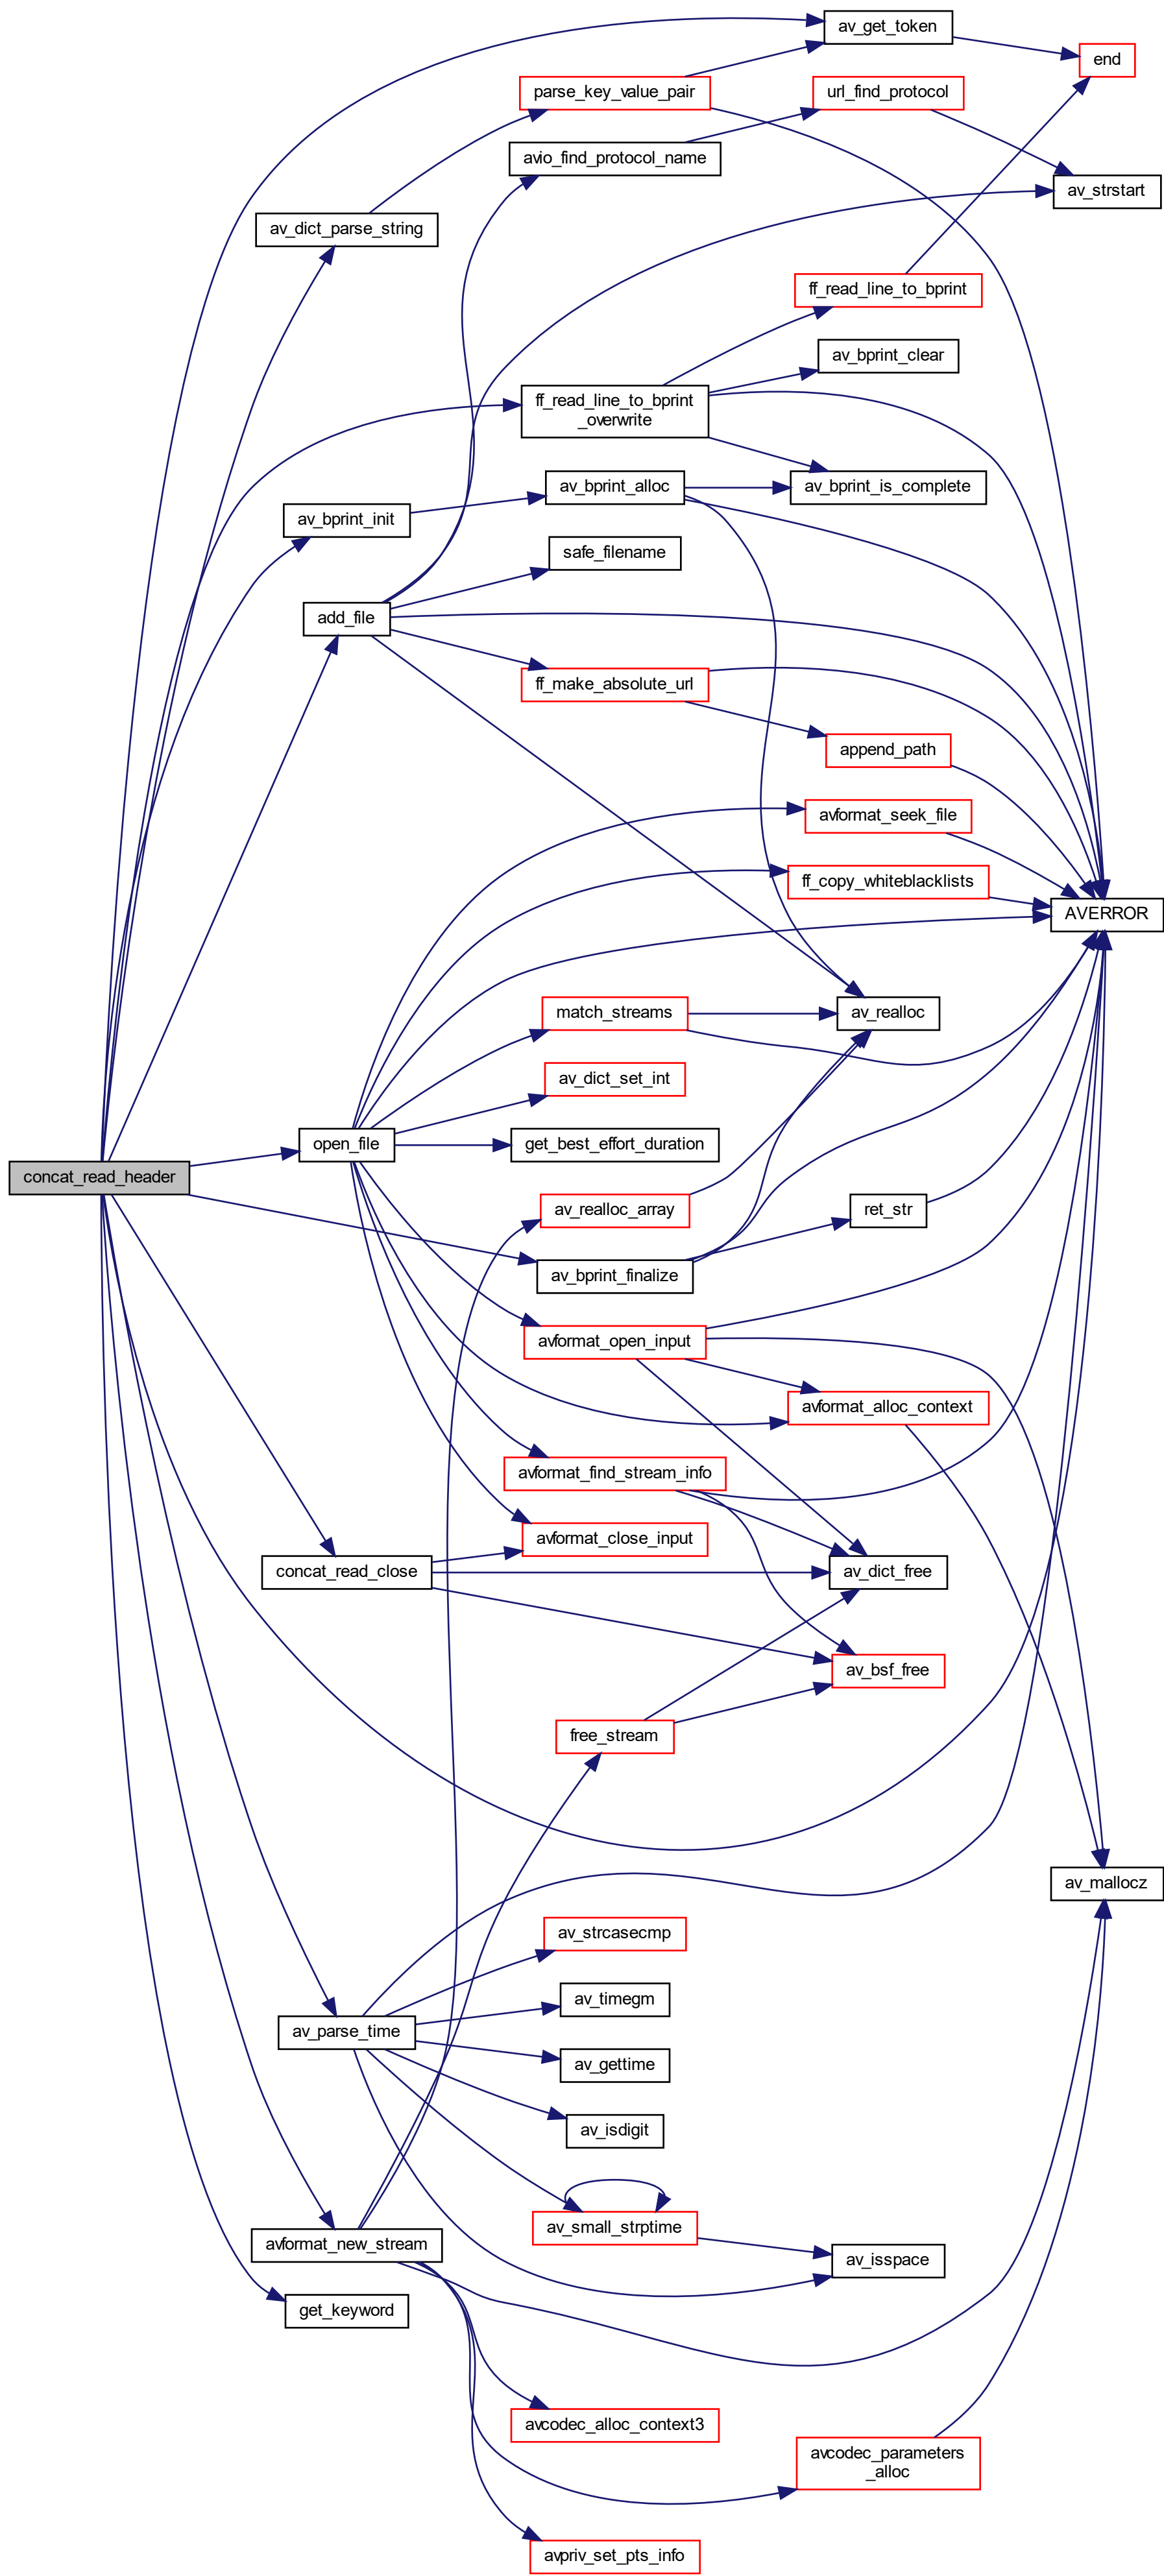 av_get_token
end
parse_key_value_pair
url_find_protocol
avio_find_protocol_name
av_strstart
av_dict_parse_string
ff_read_line_to_bprint
av_bprint_clear
ff_read_line_to_bprint
_overwrite
av_bprint_alloc
av_bprint_is_complete
av_bprint_init
safe_filename
add_file
ff_make_absolute_url
append_path
avformat_seek_file
ff_copy_whiteblacklists
AVERROR
match_streams
av_realloc
av_dict_set_int
open_file
get_best_effort_duration
concat_read_header
av_realloc_array
ret_str
av_bprint_finalize
avformat_open_input
avformat_alloc_context
avformat_find_stream_info
avformat_close_input
concat_read_close
av_dict_free
av_bsf_free
free_stream
av_mallocz
av_strcasecmp
av_timegm
av_parse_time
av_gettime
av_isdigit
av_small_strptime
avformat_new_stream
av_isspace
get_keyword
avcodec_alloc_context3
avcodec_parameters
_alloc
avpriv_set_pts_info